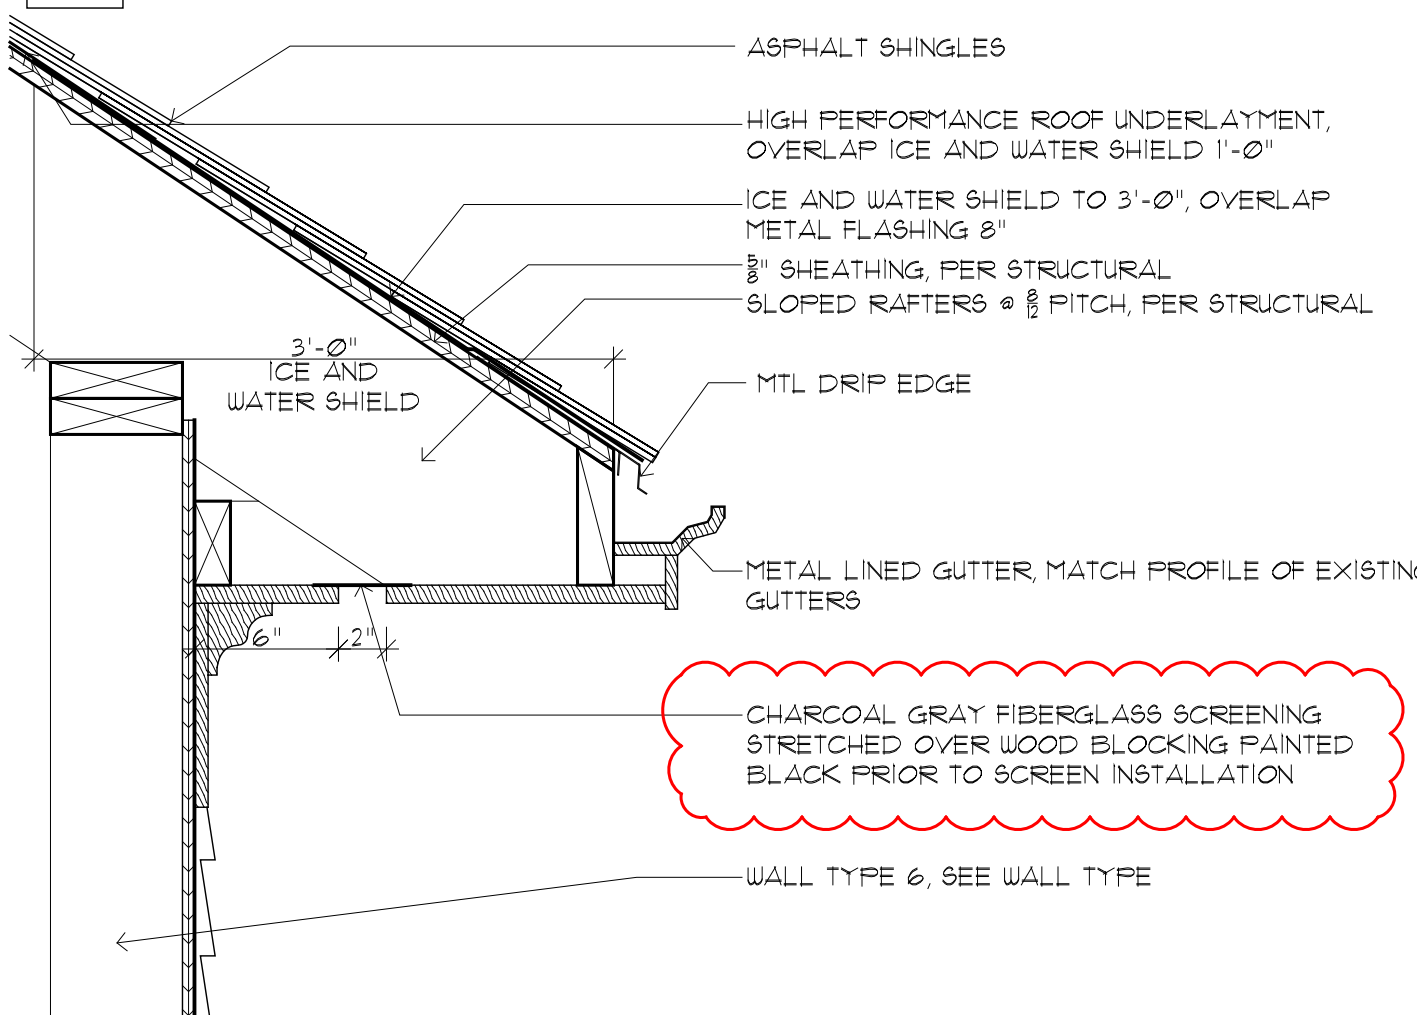 ASPHALT SHINGLES
HIGH PERFORMANCE ROOF UNDERLAYMENT,
OVERLAP ICE AND WATER SHIELD 1'-0"
ICE AND WATER SHIELD TO 3'-0", OVERLAP
METAL FLASHING 8"
5/8" SHEATHING, PER STRUCTURAL
SLOPED RAFTERS @ 8/12 PITCH, PER STRUCTURAL
3'-0"
ICE AND
WATER SHIELD
MTL DRIP EDGE
METAL LINED GUTTER, MATCH PROFILE OF EXISTING
GUTTERS
6"
2"
CHARCOAL GRAY FIBERGLASS SCREENING
STRETCHED OVER WOOD BLOCKING PAINTED
BLACK PRIOR TO SCREEN INSTALLATION
WALL TYPE 6, SEE WALL TYPE